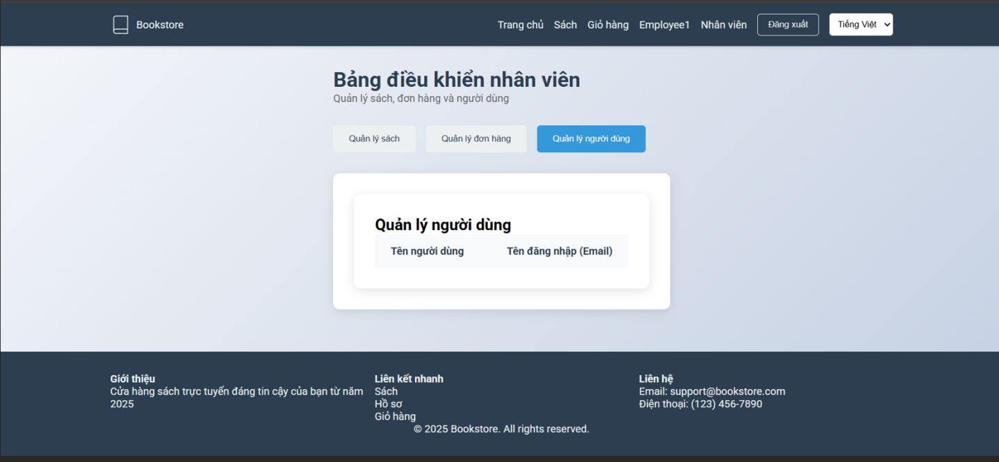 Bookstore
Trang chủ Sách Giỏ hàng Employee1 Nhân viên Đăng xuất Tiếng Việt
Bảng điều khiển nhân viên
Quản lý sách, đơn hàng và người dùng
Quản lý sách Quản lý đơn hàng Quản lý người dùng
Quản lý người dùng
Tên người dùng Tên đăng nhập (Email)
Giới thiệu
Cửa hàng sách trực tuyến đáng tin cậy của bạn từ năm
2025
Liên kết nhanh
Sách
Hồ sơ
Giỏ hàng
Liên hệ
Email: support@bookstore.com
Điện thoại: (123) 456-7890
© 2025 Bookstore. All rights reserved.